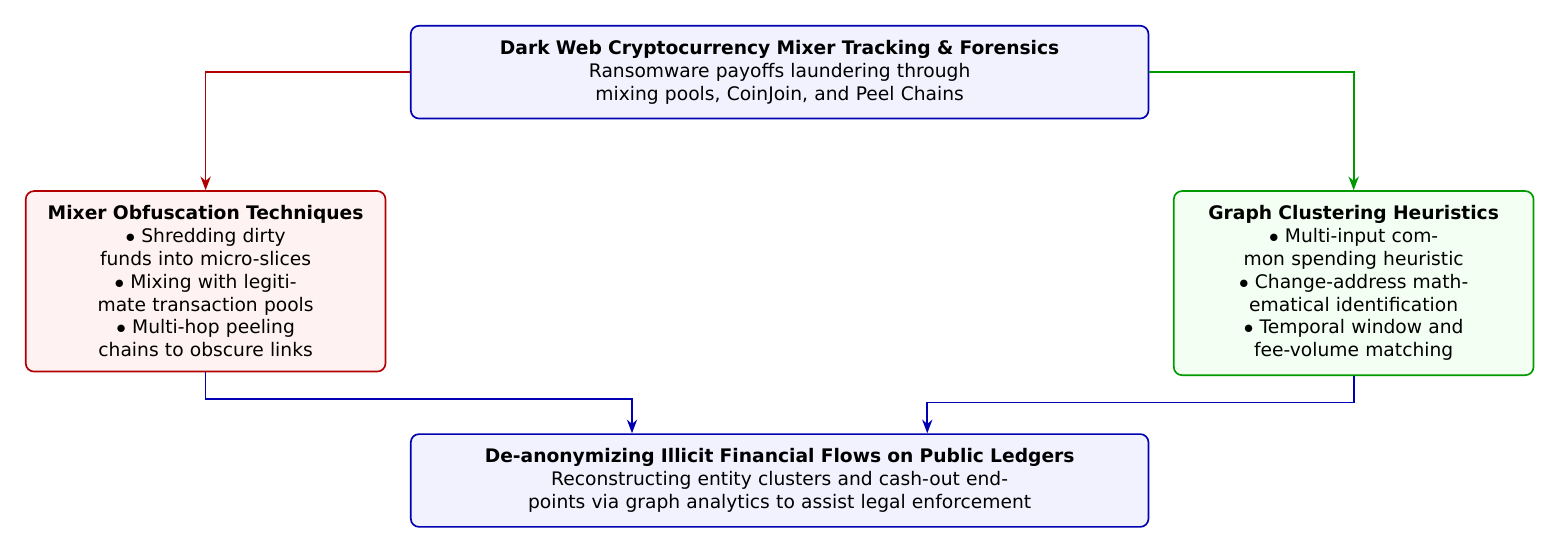 Dark Web Cryptocurrency Mixer Tracking & Forensics
Ransomware payoffs laundering through
mixing pools, CoinJoin, and Peel Chains
Mixer Obfuscation Techniques
• Shredding dirty
funds into micro-slices
• Mixing with legiti-
mate transaction pools
• Multi-hop peeling
chains to obscure links
Graph Clustering Heuristics
• Multi-input com-
mon spending heuristic
• Change-address math-
ematical identification
• Temporal window and
fee-volume matching
De-anonymizing Illicit Financial Flows on Public Ledgers
Reconstructing entity clusters and cash-out end-
points via graph analytics to assist legal enforcement